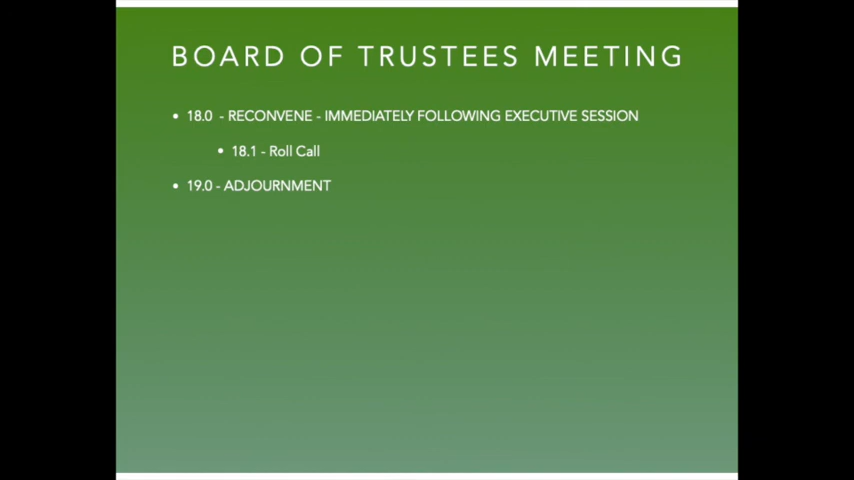 BOARD OF TRUSTEES MEETING
• 18.0 - RECONVENE - IMMEDIATELY FOLLOWING EXECUTIVE SESSION
• 18.1 - Roll Call
• 19.0 - ADJOURNMENT